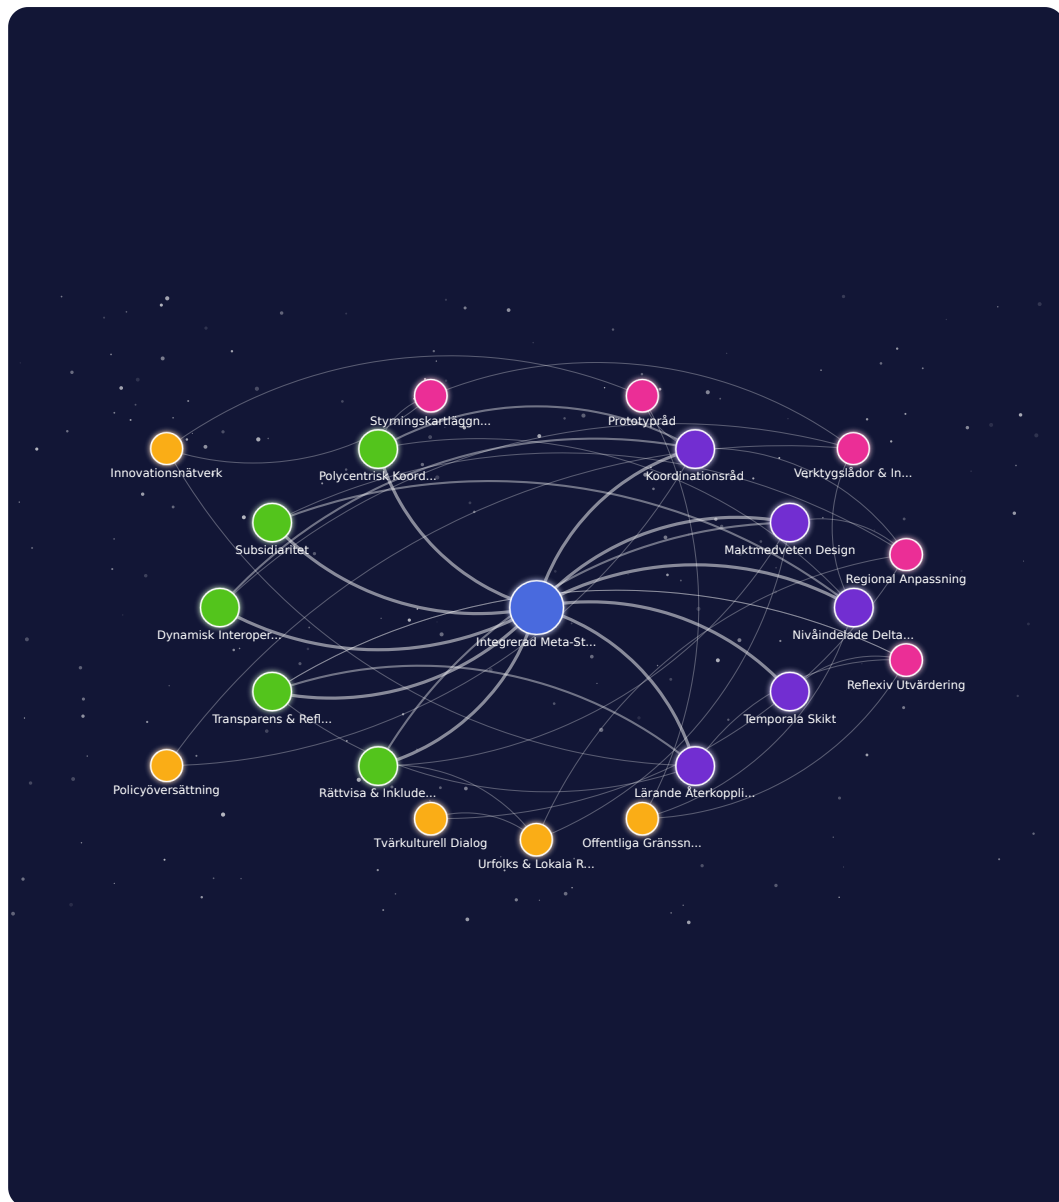 Styrningskartläggn...
Prototypråd
Innovationsnätverk
Polycentrisk Koord...
Koordinationsråd
Verktygslådor & In...
Subsidiaritet
Maktmedveten Design
Regional Anpassning
Dynamisk Interoper...
Integrerad Meta-St...
Nivåindelade Delta...
Reflexiv Utvärdering
Transparens & Refl...
Temporala Skikt
Policyöversättning
Rättvisa & Inklude...
Lärande Återkoppli...
Tvärkulturell Dialog
Offentliga Gränssn...
Urfolks & Lokala R...